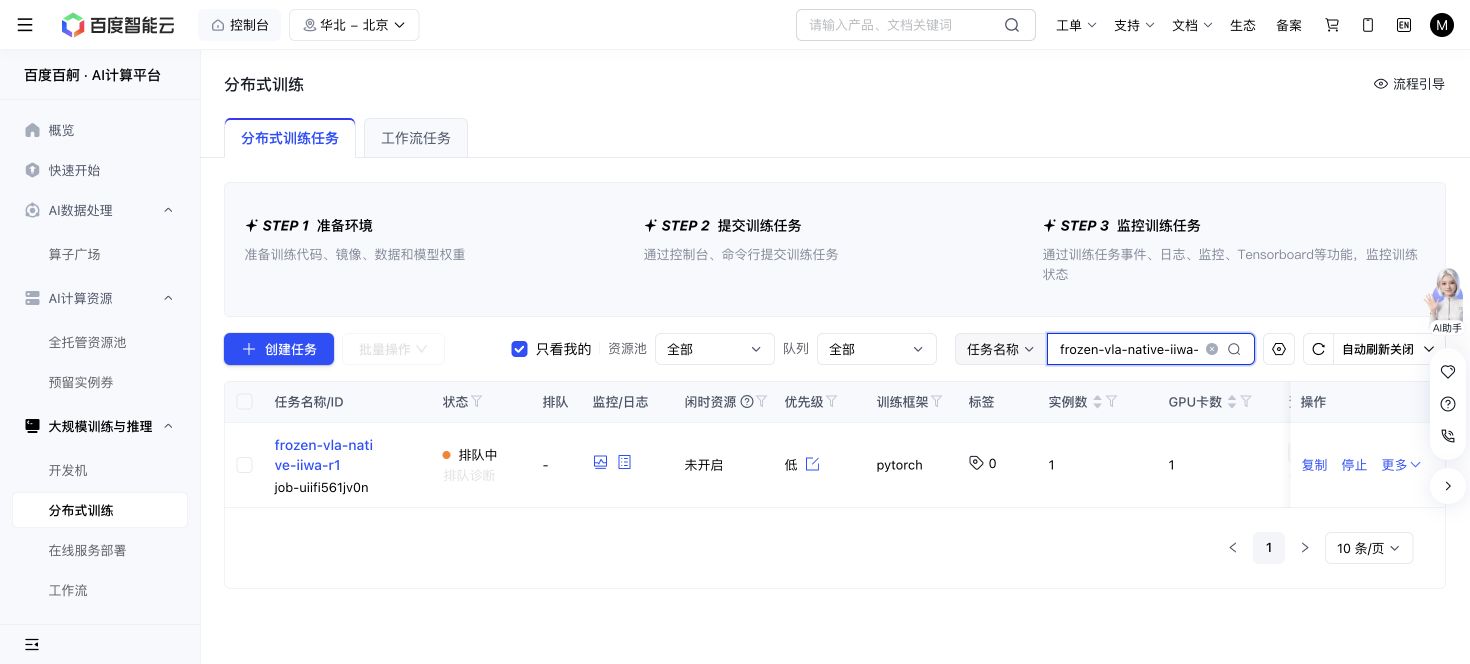 百度智能云
控制台
华北 – 北京
请输入产品、文档关键词
工单
支持
文档
生态
备案
EN
M
百度百舸 · AI计算平台
概览
快速开始
AI数据处理
算子广场
AI计算资源
全托管资源池
预留实例券
大规模训练与推理
开发机
分布式训练
在线服务部署
工作流
分布式训练
流程引导
分布式训练任务
工作流任务
STEP 1 准备环境
准备训练代码、镜像、数据和模型权重
STEP 2 提交训练任务
通过控制台、命令行提交训练任务
STEP 3 监控训练任务
通过训练任务事件、日志、监控、Tensorboard等功能，监控训练
状态
AI助手
创建任务
批量操作
只看我的
资源池
全部
队列
全部
任务名称
frozen-vla-native-iiwa-
自动刷新关闭
任务名称/ID
状态
排队
监控/日志
闲时资源
优先级
训练框架
标签
实例数
GPU卡数
操作
frozen-vla-nati
ve-iiwa-r1
job-uiifi561jv0n
排队中
排队诊断
-
未开启
低
pytorch
0
1
1
复制
停止
更多
1
10 条/页